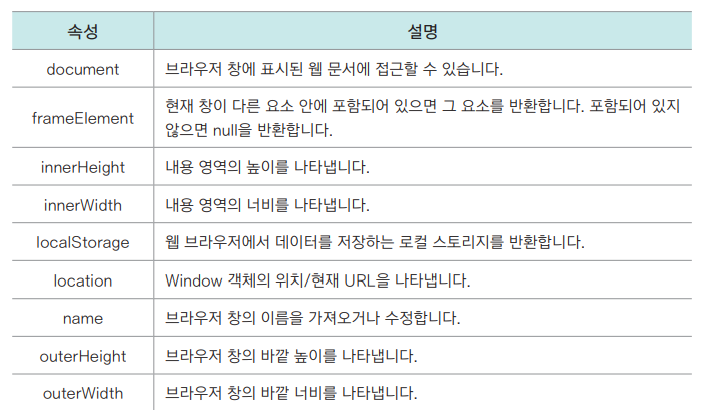 속성 설명
document 브라우저 창에 표시된 웹 문서에 접근할 수 있습니다.
frameElement 현재 창이 다른 요소 안에 포함되어 있으면 그 요소를 반환합니다. 포함되어 있지
않으면 null을 반환합니다.
innerHeight 내용 영역의 높이를 나타냅니다.
innerWidth 내용 영역의 너비를 나타냅니다.
localStorage 웹 브라우저에서 데이터를 저장하는 로컬 스토리지를 반환합니다.
location Window 객체의 위치/현재 URL을 나타냅니다.
name 브라우저 창의 이름을 가져오거나 수정합니다.
outerHeight 브라우저 창의 바깥 높이를 나타냅니다.
outerWidth 브라우저 창의 바깥 너비를 나타냅니다.